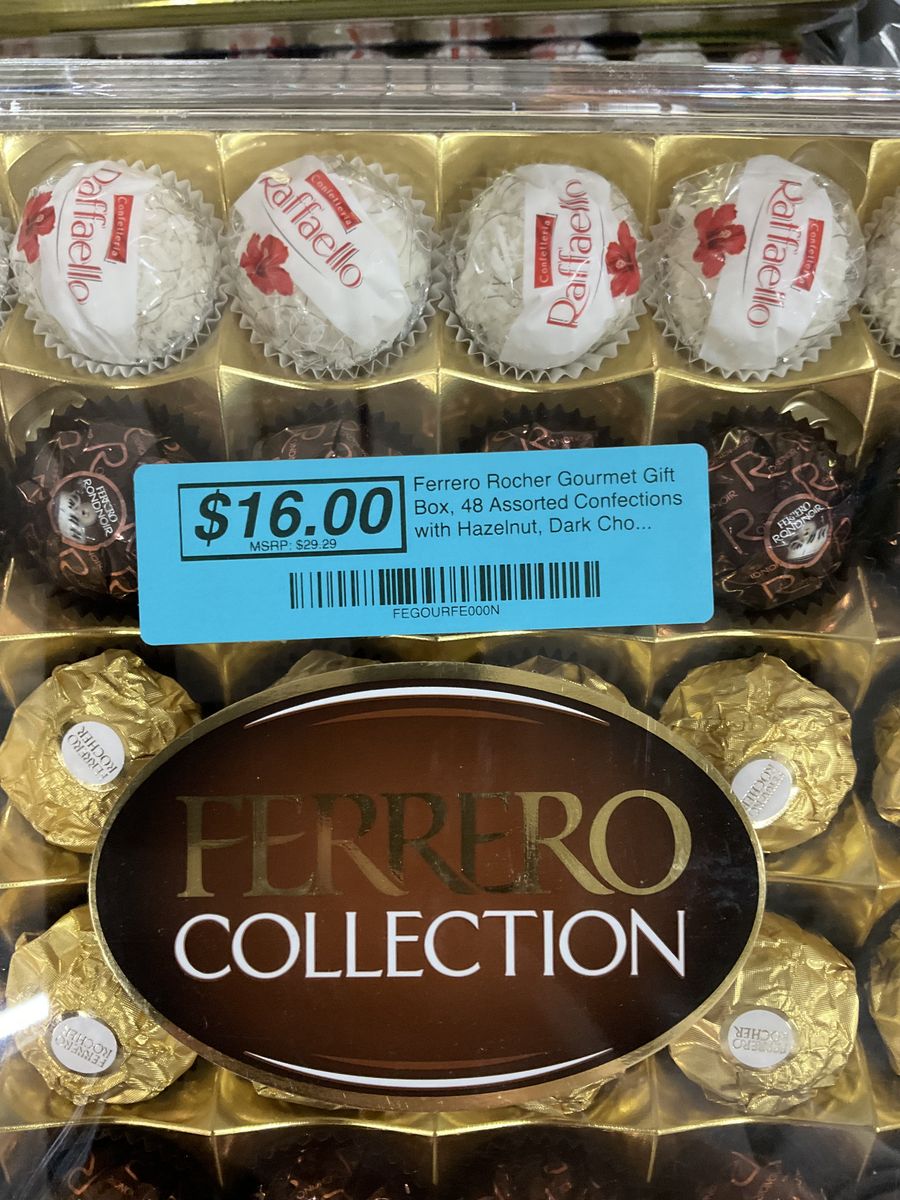 Confetteria
Raffaello
Confetteria
Raffaello
Confetteria
Raffaello
Confetteria
Raffaello
FERRERO
RONDNOIR
$16.00
MSRP: $29.29
Ferrero Rocher Gourmet Gift
Box, 48 Assorted Confections
with Hazelnut, Dark Cho...
FEGOURFE000N
FERRERO
RONDNOIR
FERRERO
ROCHER
FERRERO
ROCHER
FERRERO
COLLECTION
FERRERO
ROCHER
FERRERO
ROCHER